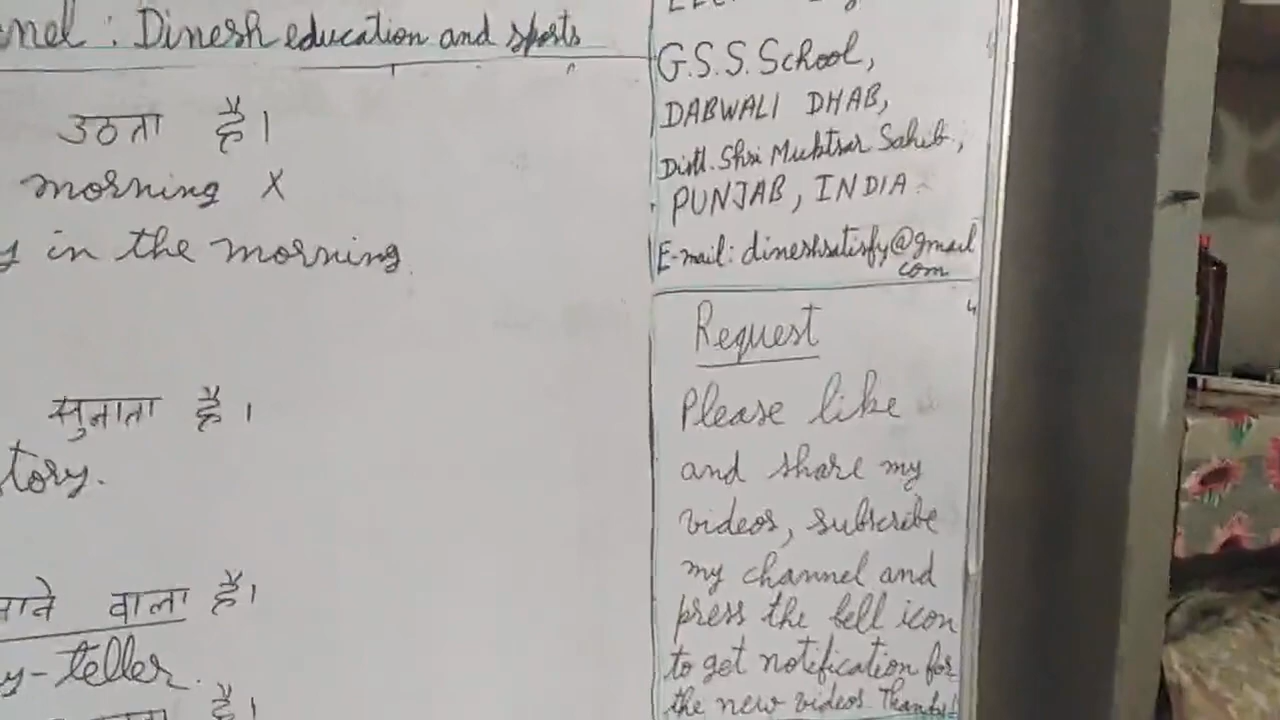 nel : Dinesh education and sports
उठता है।
morning X
y in the morning.
सुनाता है।
tory.
नाने वाला है।
y-teller.
है।
G.S.S. School,
DABWALI DHAB,
Distt. Shri Muktsar Sahib,
PUNJAB, INDIA
E-mail: dineshsatisfy@gmail
com
Request
Please like
and share my
videos, subscribe
my channel and
press the bell icon
to get notification for
the new videos. Thanks!